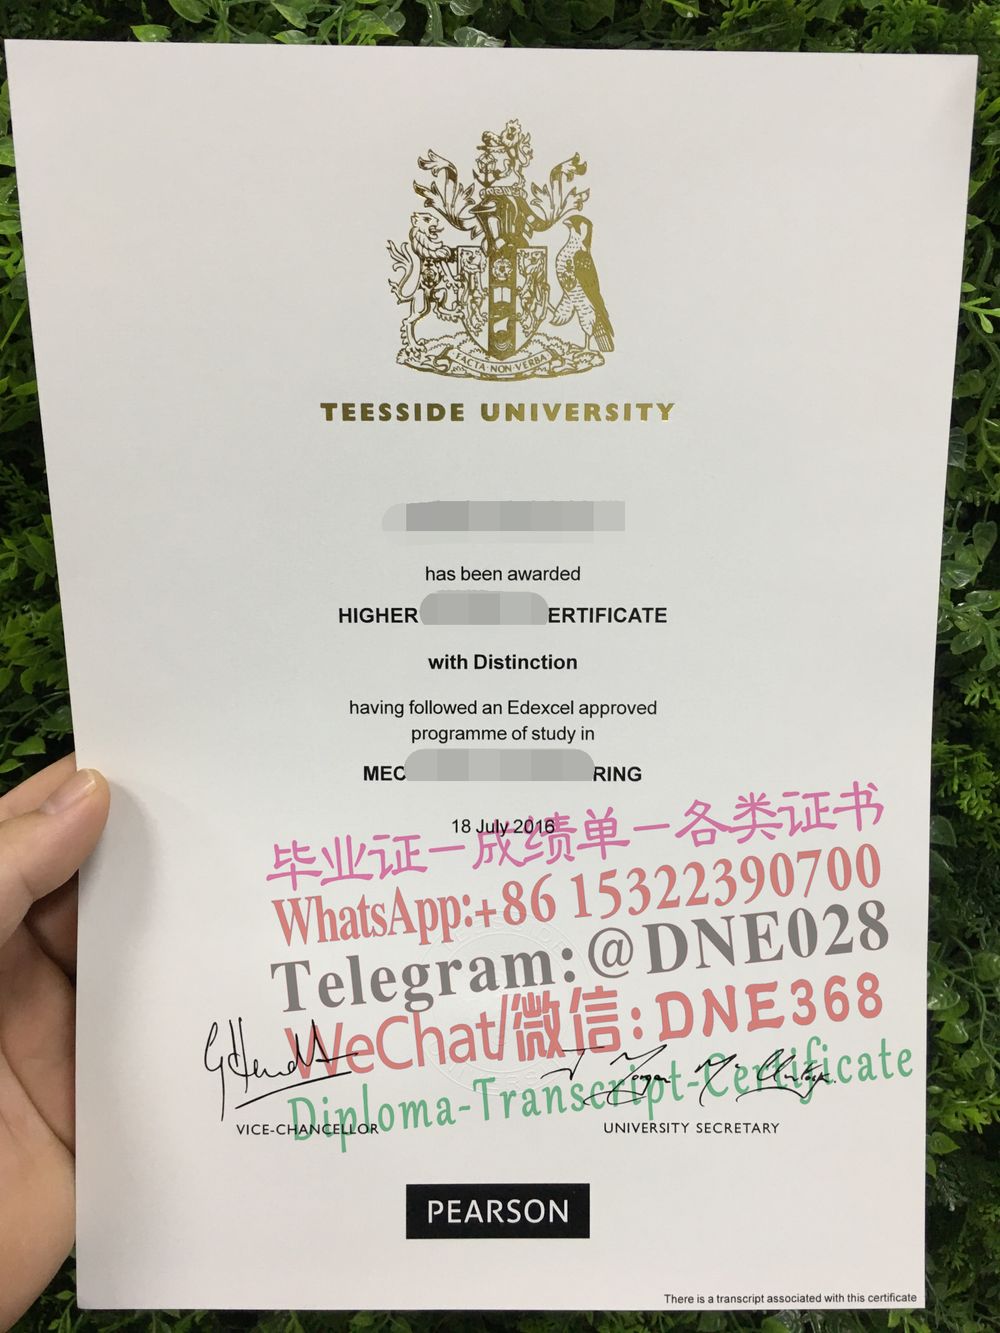 FACTA·NON·VERBA
TEESSIDE UNIVERSITY
has been awarded
HIGHER ERTIFICATE
with Distinction
having followed an Edexcel approved
programme of study in
MEC RING
18 July 2016
毕业证一成绩单一各类证书
WhatsApp:+86 15322390700
Telegram:@DNE028
WeChat/微信:DNE368
Diploma-Transcript-Certificate
VICE-CHANCELLOR
UNIVERSITY SECRETARY
PEARSON
There is a transcript associated with this certificate